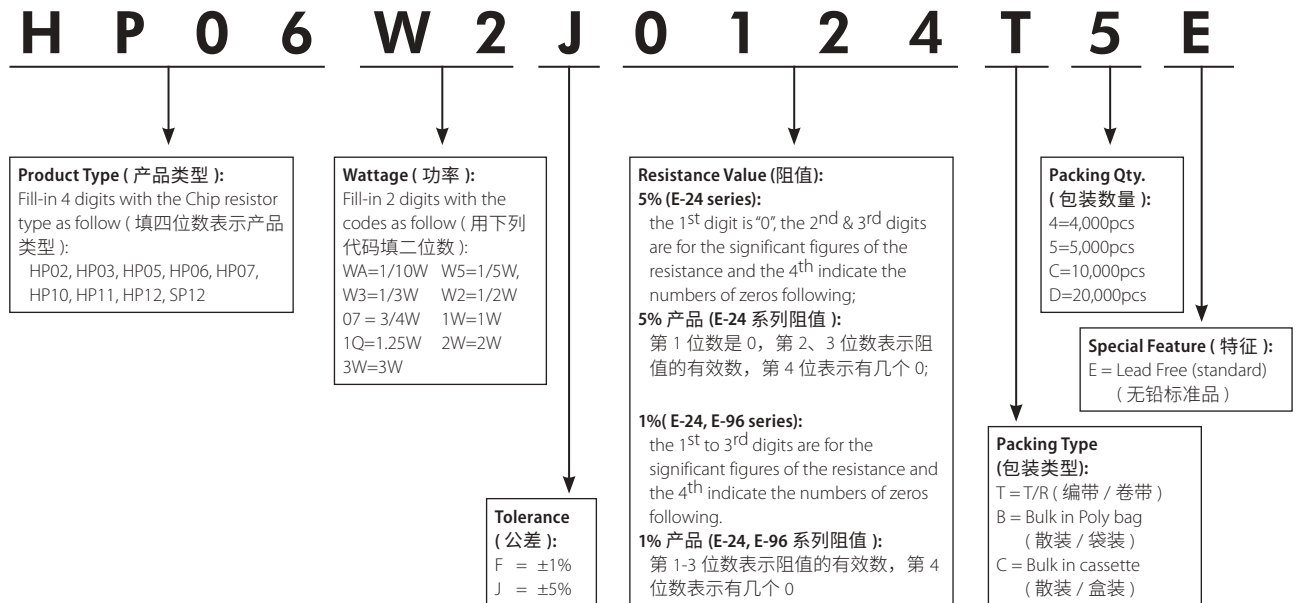 H P 0 6 W 2 J 0 1 2 4 T 5 E
Product Type ( 产品类型 ):
Fill-in 4 digits with the Chip resistor
type as follow ( 填四位数表示产品
类型 ):
HP02, HP03, HP05, HP06, HP07,
HP10, HP11, HP12, SP12
Wattage ( 功率 ):
Fill-in 2 digits with the
codes as follow ( 用下列
代码填二位数 ):
WA=1/10W W5=1/5W,
W3=1/3W W2=1/2W
07 = 3/4W 1W=1W
1Q=1.25W 2W=2W
3W=3W
Tolerance
( 公差 ):
F = ±1%
J = ±5%
Resistance Value (阻值):
5% (E-24 series):
the 1st digit is “0”, the 2nd & 3rd digits
are for the significant figures of the
resistance and the 4th indicate the
numbers of zeros following;
5% 产品 (E-24 系列阻值 ):
第 1 位数是 0，第 2、3 位数表示阻
值的有效数，第 4 位表示有几个 0;
1%( E-24, E-96 series):
the 1st to 3rd digits are for the
significant figures of the resistance and
the 4th indicate the numbers of zeros
following.
1% 产品 (E-24, E-96 系列阻值 ):
第 1-3 位数表示阻值的有效数，第 4
位数表示有几个 0
Packing Type
(包装类型):
T = T/R ( 编带 / 卷带 )
B = Bulk in Poly bag
( 散装 / 袋装 )
C = Bulk in cassette
( 散装 / 盒装 )
Packing Qty.
( 包装数量 ):
4=4,000pcs
5=5,000pcs
C=10,000pcs
D=20,000pcs
Special Feature ( 特征 ):
E = Lead Free (standard)
( 无铅标准品 )